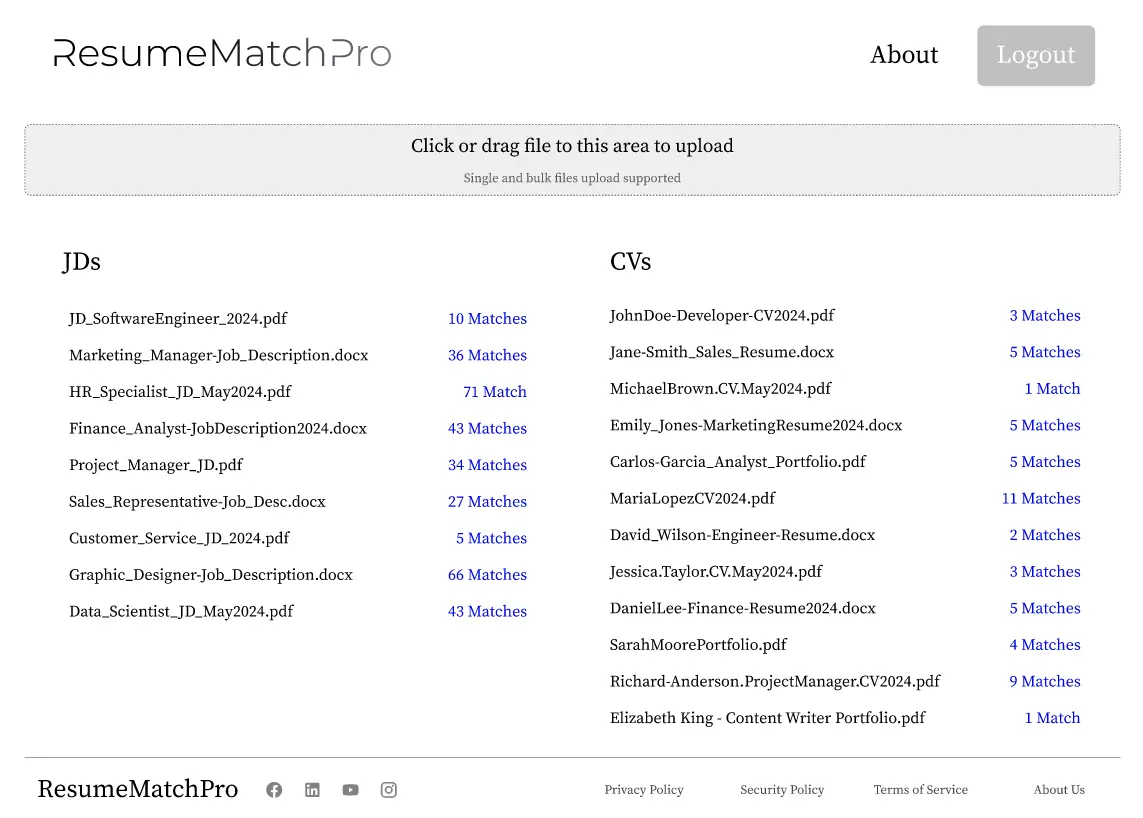 ResumeMatchPro
About
Logout
Click or drag file to this area to upload
Single and bulk files upload supported
JDs
JD_SoftwareEngineer_2024.pdf 10 Matches
Marketing_Manager-Job_Description.docx 36 Matches
HR_Specialist_JD_May2024.pdf 71 Match
Finance_Analyst-JobDescription2024.docx 43 Matches
Project_Manager_JD.pdf 34 Matches
Sales_Representative-Job_Desc.docx 27 Matches
Customer_Service_JD_2024.pdf 5 Matches
Graphic_Designer-Job_Description.docx 66 Matches
Data_Scientist_JD_May2024.pdf 43 Matches
CVs
JohnDoe-Developer-CV2024.pdf 3 Matches
Jane-Smith_Sales_Resume.docx 5 Matches
MichaelBrown.CV.May2024.pdf 1 Match
Emily_Jones-MarketingResume2024.docx 5 Matches
Carlos-Garcia_Analyst_Portfolio.pdf 5 Matches
MariaLopezCV2024.pdf 11 Matches
David_Wilson-Engineer-Resume.docx 2 Matches
Jessica.Taylor.CV.May2024.pdf 3 Matches
DanielLee-Finance-Resume2024.docx 5 Matches
SarahMoorePortfolio.pdf 4 Matches
Richard-Anderson.ProjectManager.CV2024.pdf 9 Matches
Elizabeth King - Content Writer Portfolio.pdf 1 Match
ResumeMatchPro
Privacy Policy
Security Policy
Terms of Service
About Us